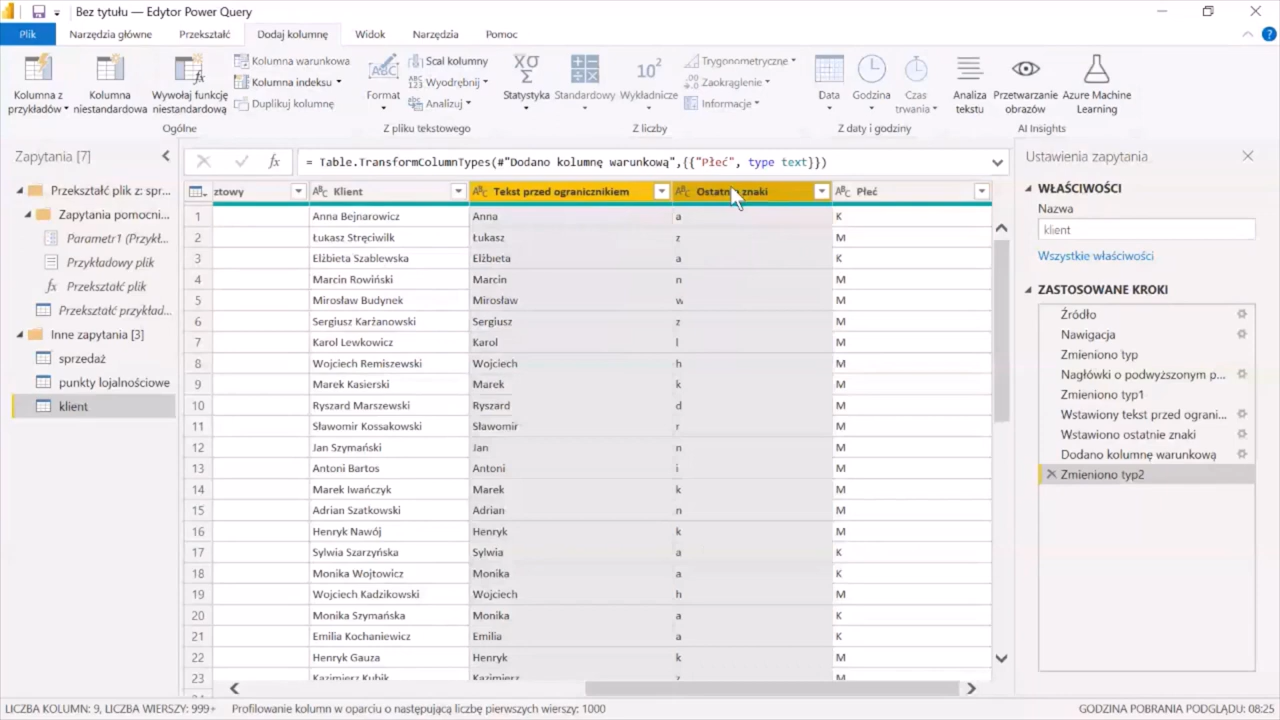 Bez tytułu — Edytor Power Query
Plik Narzędzia główne Przekształć Dodaj kolumnę Widok Narzędzia Pomoc
Kolumna z przykładów
Kolumna niestandardowa
Wywołaj funkcję niestandardową
Kolumna warunkowa
Kolumna indeksu
Duplikuj kolumnę
Ogólne
Format
Scal kolumny
Wyodrębnij
Analizuj
Z pliku tekstowego
Statystyka
Standardowy
Wykładnicze
Trygonometryczne
Zaokrąglenie
Informacje
Z liczby
Data
Godzina
Czas trwania
Z daty i godziny
Analiza tekstu
Przetwarzanie obrazów
Azure Machine Learning
AI Insights
Zapytania [7]
Przekształć plik z: spr...
Zapytania pomocni...
Parametr1 (Przykł...
Przykładowy plik
fx Przekształć plik
Przekształć przykład...
Inne zapytania [3]
sprzedaż
punkty lojalnościowe
klient
fx = Table.TransformColumnTypes(#"Dodano kolumnę warunkową",{{"Płeć", type text}})
ztowy Klient Tekst przed ogranicznikiem Płeć
1 Anna Bejnarowicz Anna a K
2 Łukasz Stręciwilk Łukasz z M
3 Elżbieta Szablewska Elżbieta a K
4 Marcin Rowiński Marcin n M
5 Mirosław Budynek Mirosław w M
6 Sergiusz Karżanowski Sergiusz z M
7 Karol Lewkowicz Karol l M
8 Wojciech Remiszewski Wojciech h M
9 Marek Kasierski Marek k M
10 Ryszard Marszewski Ryszard d M
11 Sławomir Kossakowski Sławomir r M
12 Jan Szymański Jan n M
13 Antoni Bartos Antoni i M
14 Marek Iwańczyk Marek k M
15 Adrian Szatkowski Adrian n M
16 Henryk Nawój Henryk k M
17 Sylwia Szarzyńska Sylwia a K
18 Monika Wojtowicz Monika a K
19 Wojciech Kadzikowski Wojciech h M
20 Monika Szymańska Monika a K
21 Emilia Kochaniewicz Emilia a K
22 Henryk Gauza Henryk k M
23 Kazimierz Kubik Kazimierz z M
Ustawienia zapytania
WŁAŚCIWOŚCI
Nazwa
klient
Wszystkie właściwości
ZASTOSOWANE KROKI
Źródło
Nawigacja
Zmieniono typ
Nagłówki o podwyższonym p...
Zmieniono typ1
Wstawiony tekst przed ograni...
Wstawiono ostatnie znaki
Dodano kolumnę warunkową
Zmieniono typ2
LICZBA KOLUMN: 9, LICZBA WIERSZY: 999+ Profilowanie kolumn w oparciu o następującą liczbę pierwszych wierszy: 1000 GODZINA POBRANIA PODGLĄDU: 08:25